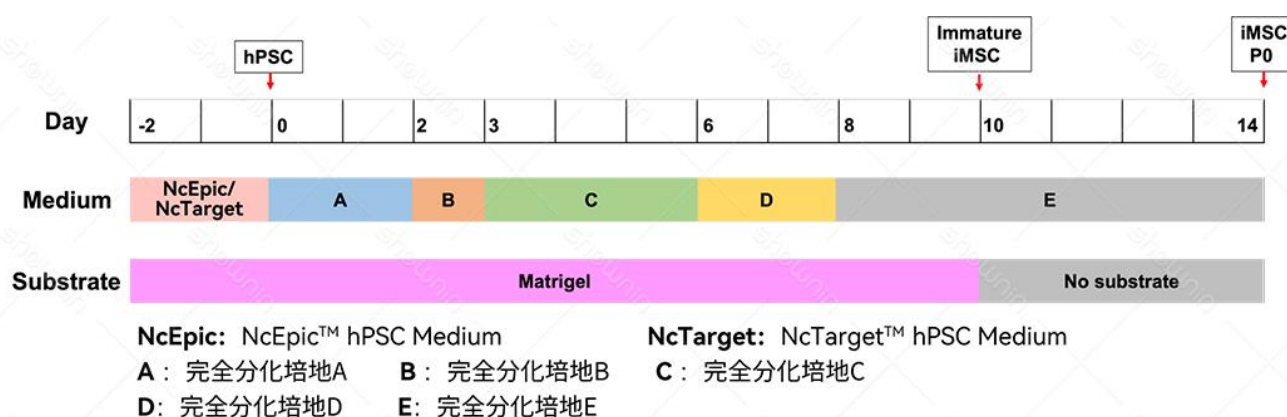 hPSC
Immature
iMSC
iMSC
P0
Day
-2 0 2 3 6 8 10 14
Medium
NcEpic/
NcTarget
A B C D E
Substrate
Matrigel No substrate
NcEpic: NcEpic™ hPSC Medium NcTarget: NcTarget™ hPSC Medium
A : 完全分化培地A B : 完全分化培地B C : 完全分化培地C
D: 完全分化培地D E: 完全分化培地E